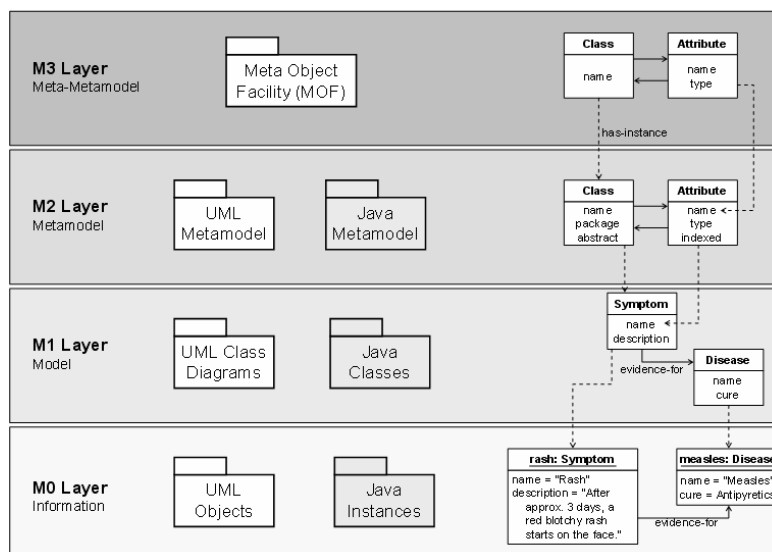 M3 Layer
Meta-Metamodel
Meta Object
Facility (MOF)
Class
name
Attribute
name
type
has-instance
M2 Layer
Metamodel
UML
Metamodel
Java
Metamodel
Class
name
package
abstract
Attribute
name
type
indexed
M1 Layer
Model
UML Class
Diagrams
Java
Classes
Symptom
name
description
evidence-for
Disease
name
cure
M0 Layer
Information
UML
Objects
Java
Instances
rash: Symptom
name = "Rash"
description = "After
approx. 3 days, a
red blotchy rash
starts on the face."
evidence-for
measles: Disease
name = "Measles"
cure = Antipyretics